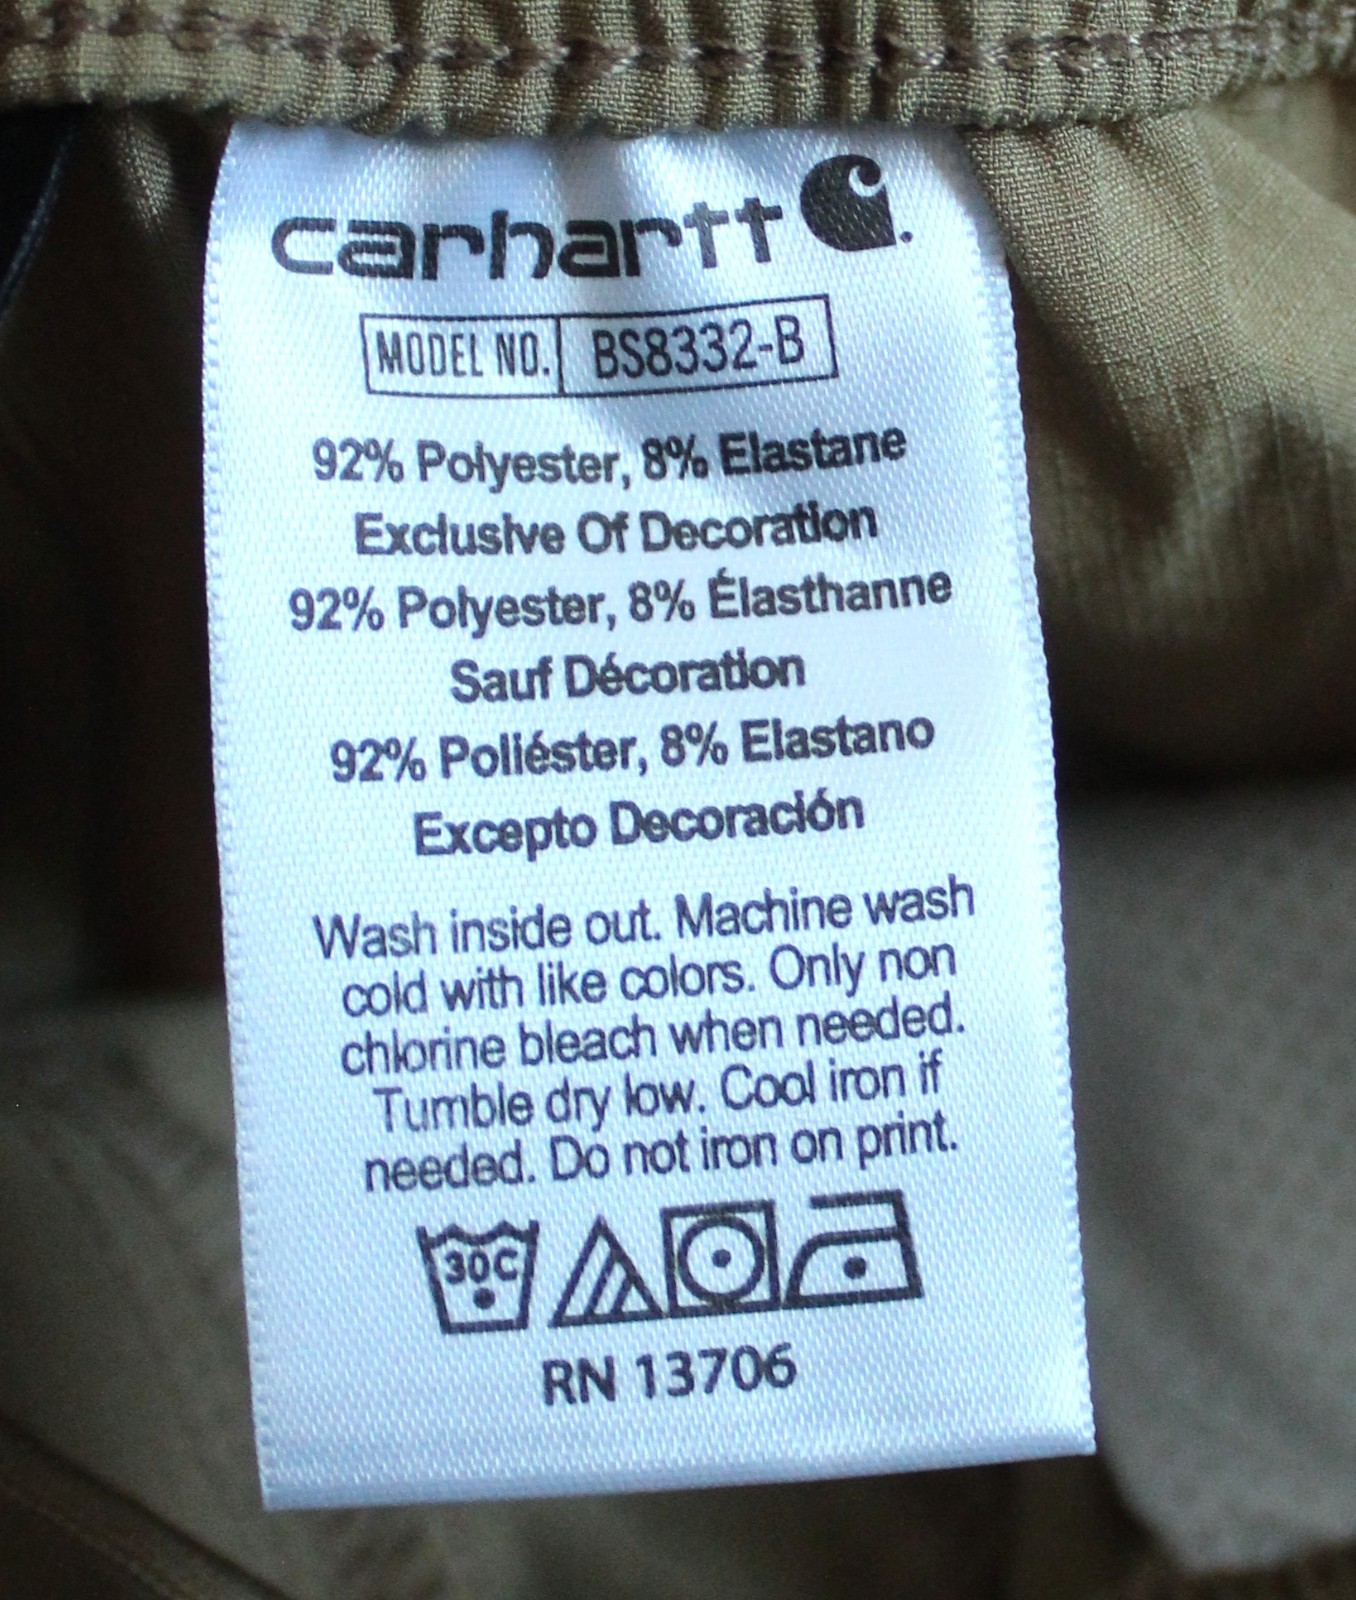 carhartt
MODEL NO. BS8332-B
92% Polyester, 8% Elastane
Exclusive Of Decoration
92% Polyester, 8% Élasthanne
Sauf Décoration
92% Poliéster, 8% Elastano
Excepto Decoración
Wash inside out. Machine wash
cold with like colors. Only non
chlorine bleach when needed.
Tumble dry low. Cool iron if
needed. Do not iron on print.
30C
RN 13706